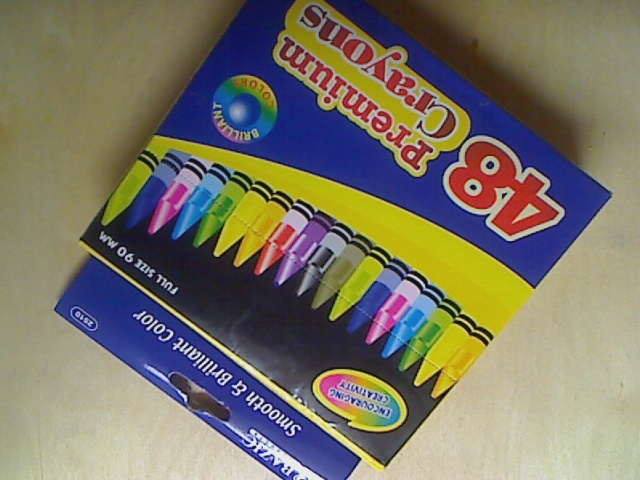 48
Premium
Crayons
BRILLIANT
COLOR
FULL SIZE 90 MM
ENCOURAGING
CREATIVITY
Smooth & Brilliant Color
2510